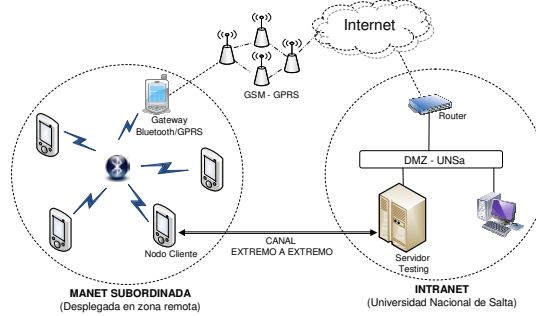 Internet
GSM - GPRS
Gateway
Bluetooth/GPRS
Router
DMZ - UNSa
Nodo Cliente
CANAL
EXTREMO A EXTREMO
Servidor
Testing
MANET SUBORDINADA
(Desplegada en zona remota)
INTRANET
(Universidad Nacional de Salta)